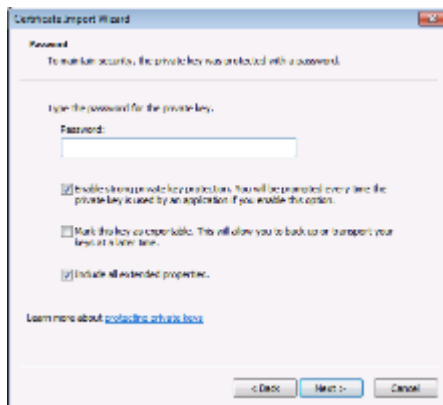 Certificate Import Wizard
Password
To maintain security, the private key was protected with a password.
Type the password for the private key.
Password:
Enable strong private key protection. You will be prompted every time the
private key is used by an application if you enable this option.
Mark this key as exportable. This will allow you to back up or transport your
keys at a later time.
Include all extended properties.
Learn more about protecting private keys
< Back
Next >
Cancel